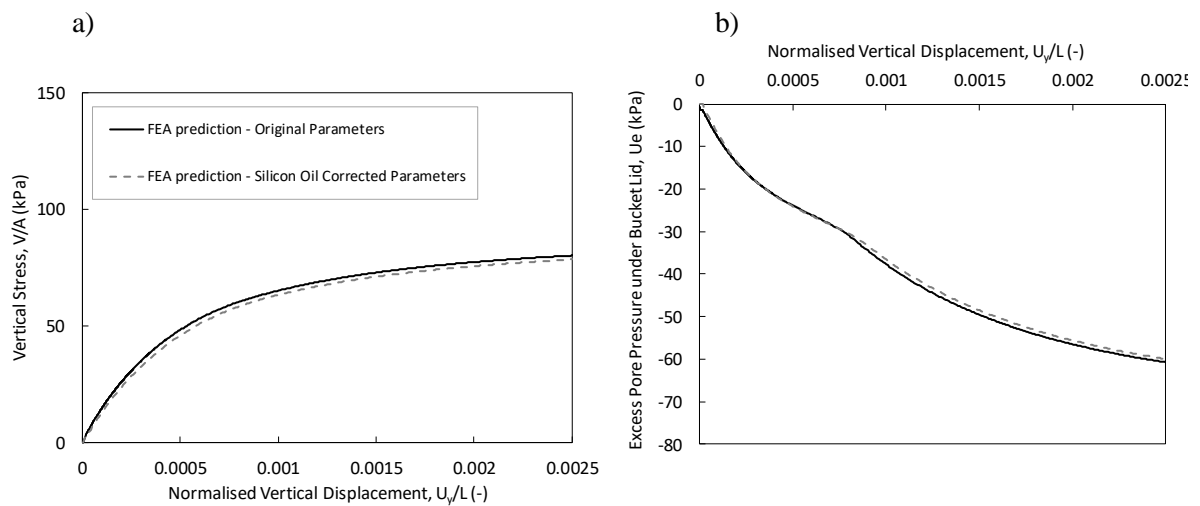 a)
150
100
50
0
Vertical Stress, V/A (kPa)
FEA prediction - Original Parameters
FEA prediction - Silicon Oil Corrected Parameters
0 0.0005 0.001 0.0015 0.002 0.0025
Normalised Vertical Displacement, Uy/L (-)
b)
Normalised Vertical Displacement, Uy/L (-)
0 0.0005 0.001 0.0015 0.002 0.0025
0
-10
-20
-30
-40
-50
-60
-70
-80
Excess Pore Pressure under Bucket Lid, Ue (kPa)